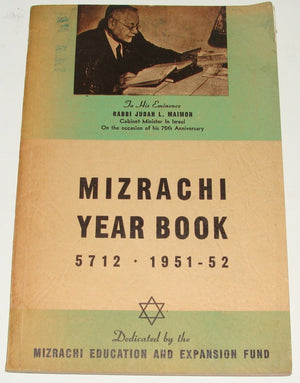 To His Eminence
RABBI JUDAH L. MAIMON
Cabinet Minister in Israel
On the occasion of his 75th Anniversary
MIZRACHI
YEAR BOOK
5712 · 1951-52
Dedicated by the
MIZRACHI EDUCATION AND EXPANSION FUND